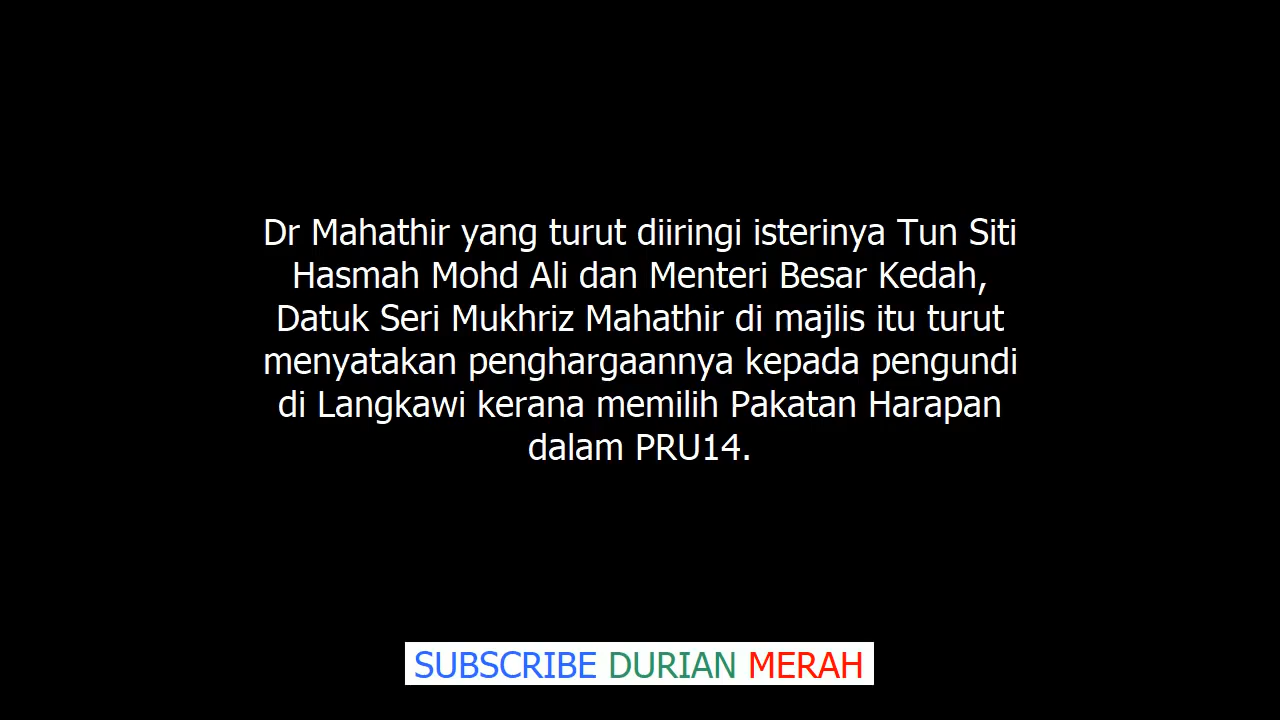 Dr Mahathir yang turut diiringi isterinya Tun Siti
Hasmah Mohd Ali dan Menteri Besar Kedah,
Datuk Seri Mukhriz Mahathir di majlis itu turut
menyatakan penghargaannya kepada pengundi
di Langkawi kerana memilih Pakatan Harapan
dalam PRU14.
SUBSCRIBE DURIAN MERAH